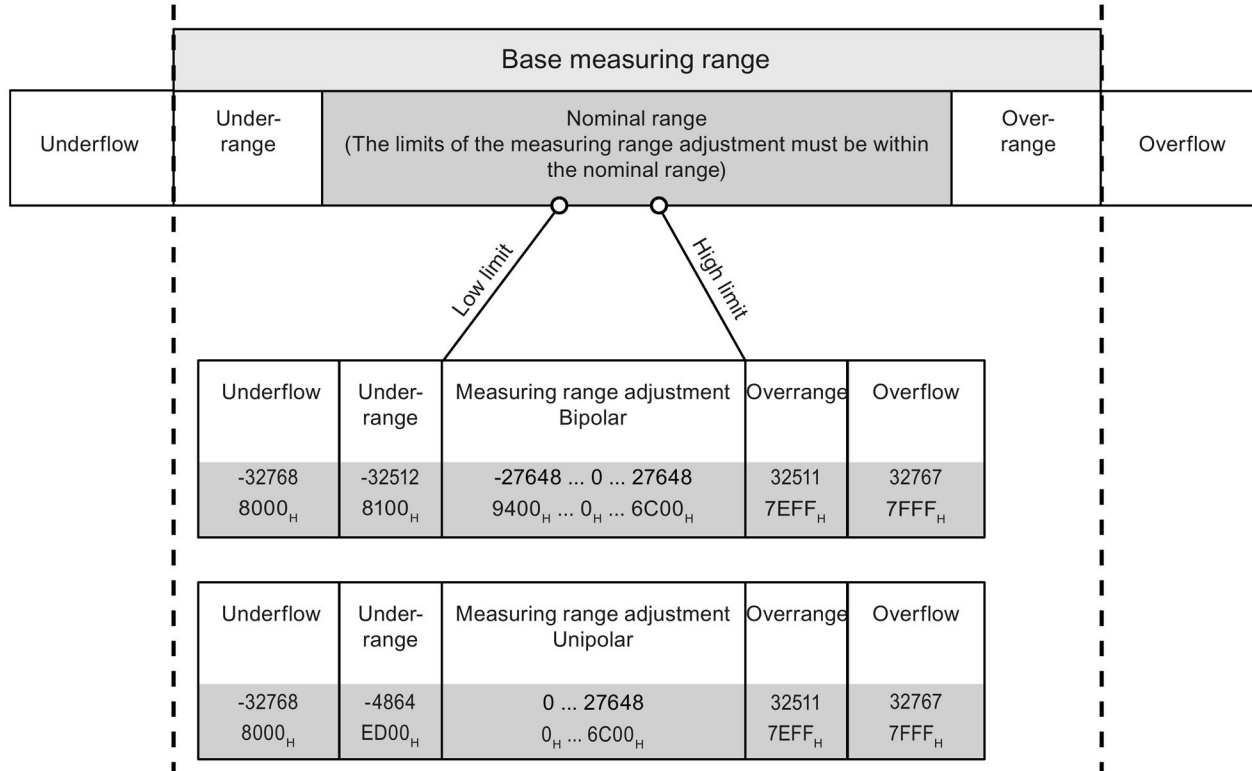 Base measuring range
Underflow
Under-
range
Nominal range
(The limits of the measuring range adjustment must be within
the nominal range)
Over-
range
Overflow
Low limit
High limit
Underflow
Under-
range
Measuring range adjustment
Bipolar
Overrange
Overflow
-32768
-32512
-27648 ... 0 ... 27648
32511
32767
8000H
8100H
9400H ... 0H ... 6C00H
7EFFH
7FFFH
Underflow
Under-
range
Measuring range adjustment
Unipolar
Overrange
Overflow
-32768
-4864
0 ... 27648
32511
32767
8000H
ED00H
0H ... 6C00H
7EFFH
7FFFH